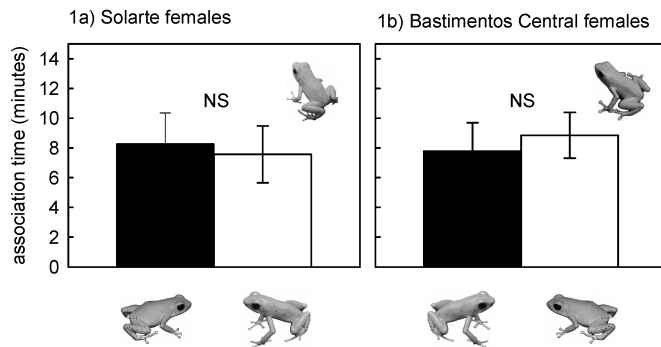 1a) Solarte females
1b) Bastimentos Central females
association time (minutes)
14
12
10
8
6
4
2
0
NS
NS